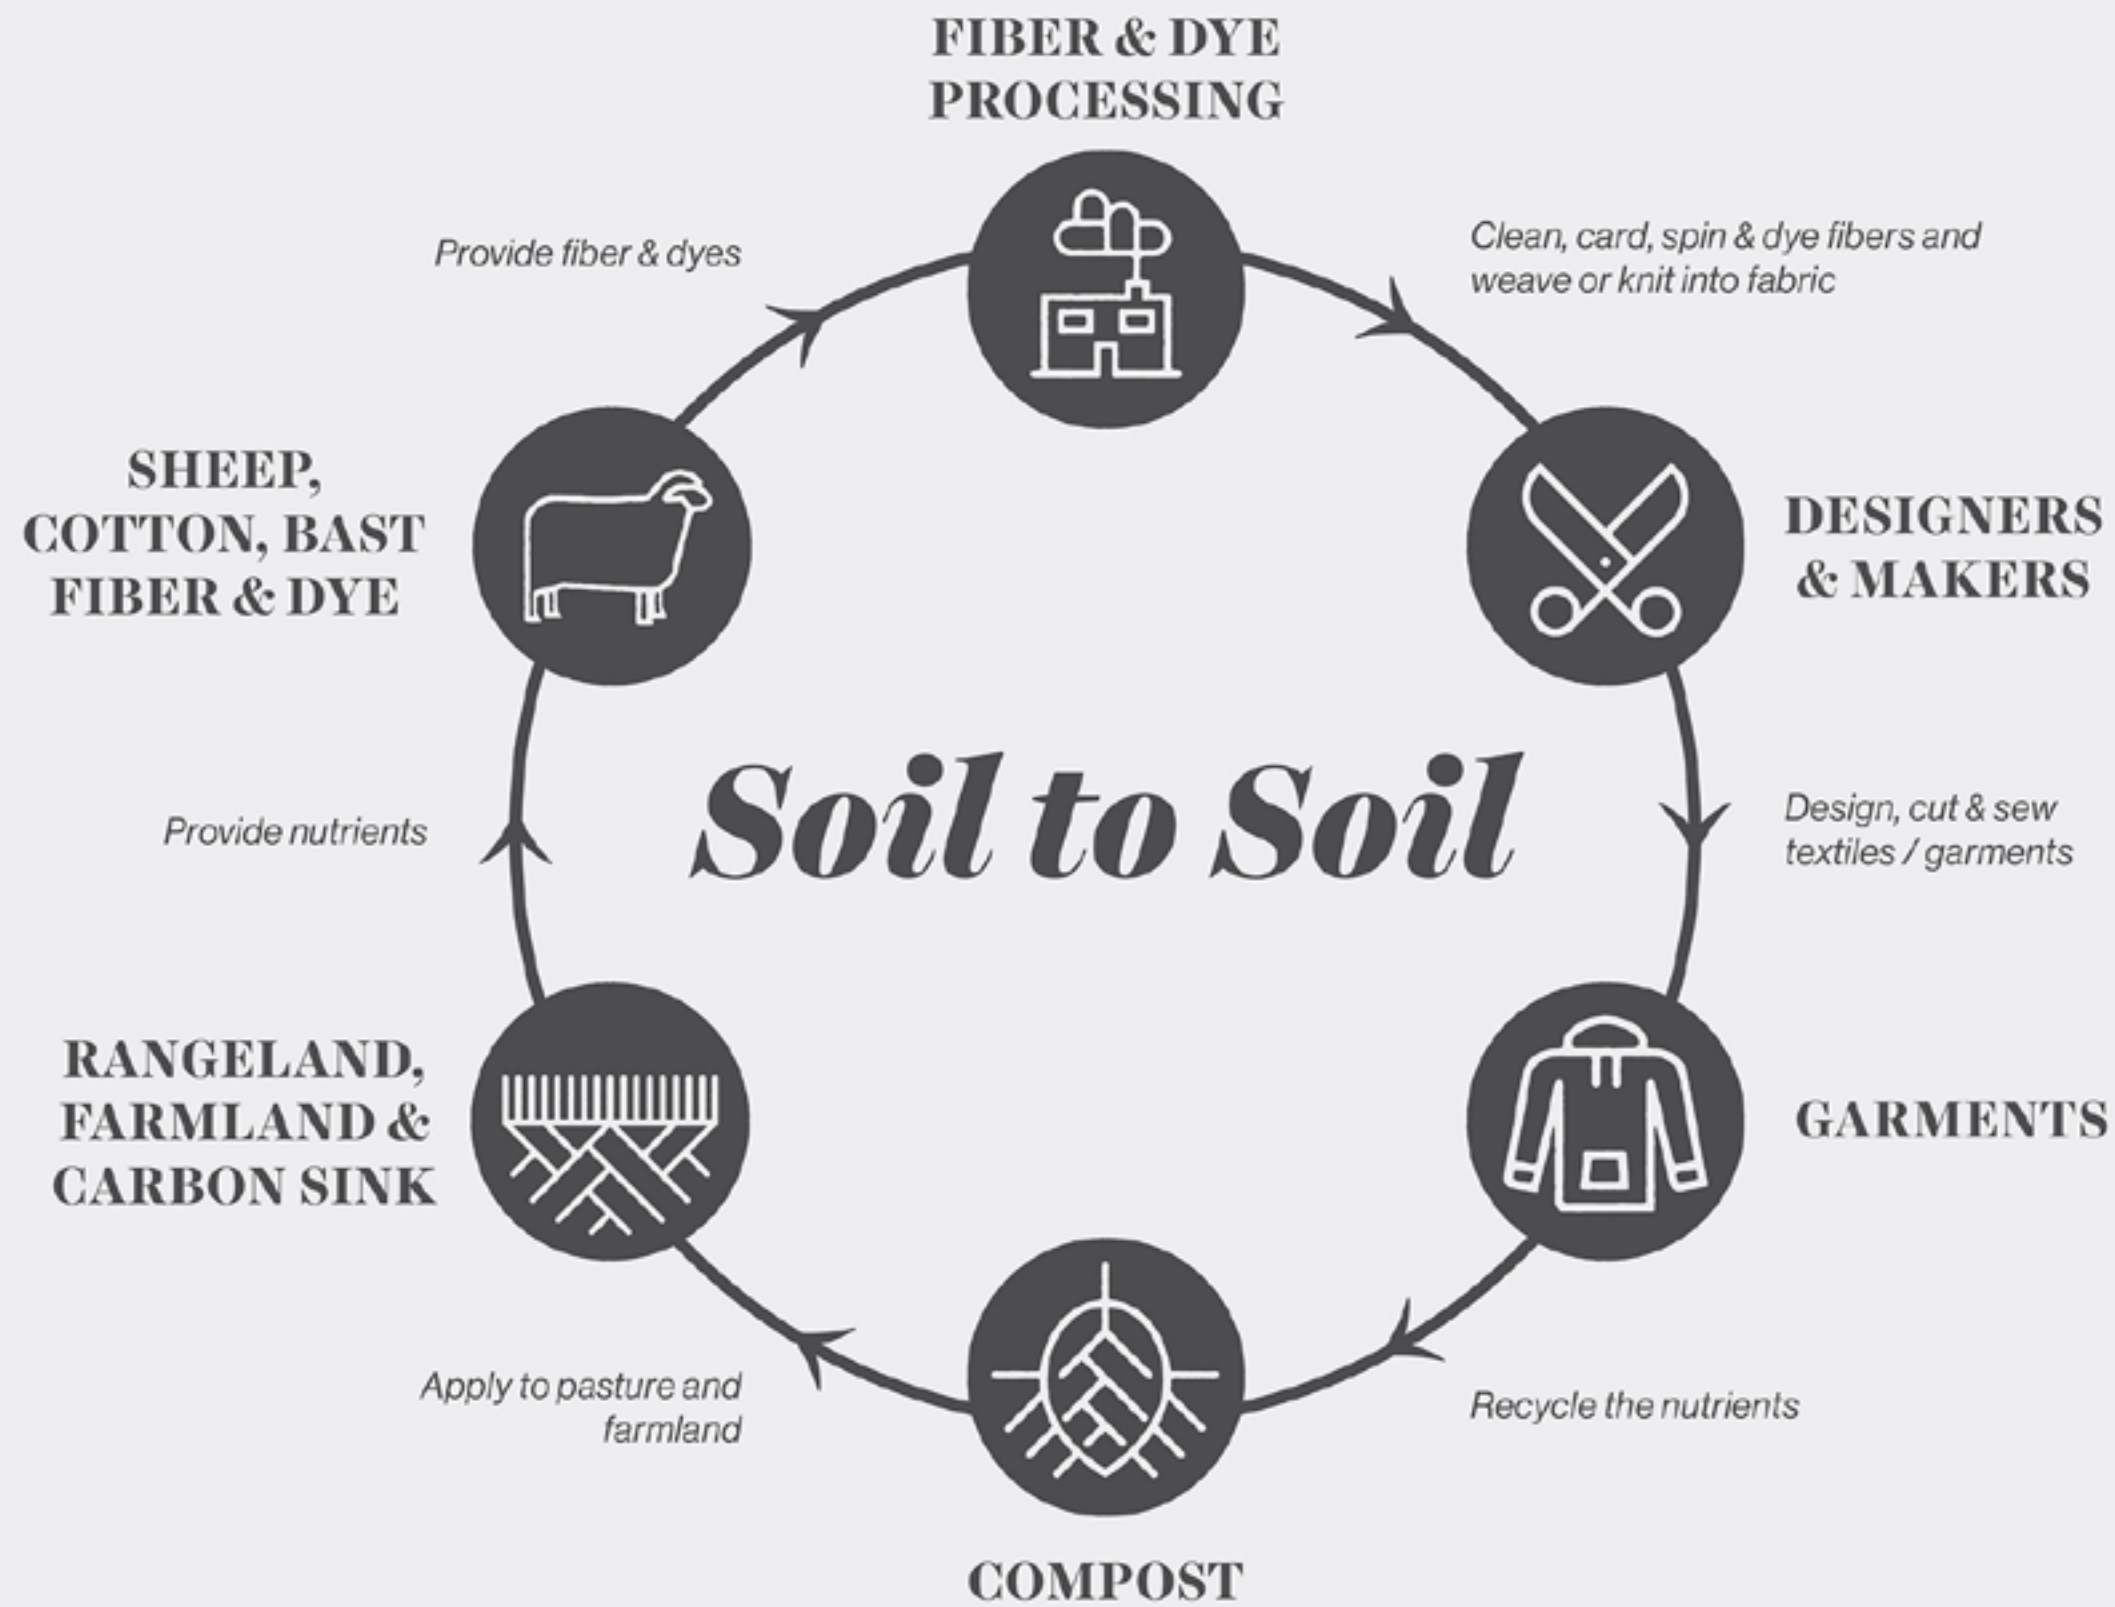 FIBER & DYE
PROCESSING
Provide fiber & dyes
Clean, card, spin & dye fibers and
weave or knit into fabric
SHEEP,
COTTON, BAST
FIBER & DYE
DESIGNERS
& MAKERS
Soil to Soil
Provide nutrients
Design, cut & sew
textiles / garments
RANGELAND,
FARMLAND &
CARBON SINK
GARMENTS
Apply to pasture and
farmland
Recycle the nutrients
COMPOST